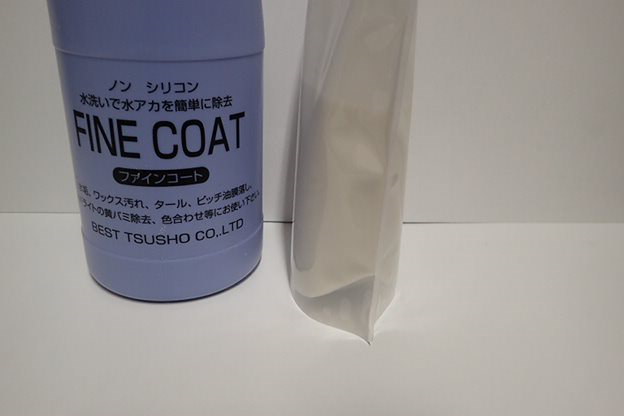 ノン シリコン
水洗いで水アカを簡単に除去
FINE COAT
ファインコート
ワックス汚れ、タール、ピッチ油膜落し、
ライトの黄バミ除去、色合わせ等にお使い下さい。
BEST TSUSHO CO.,LTD